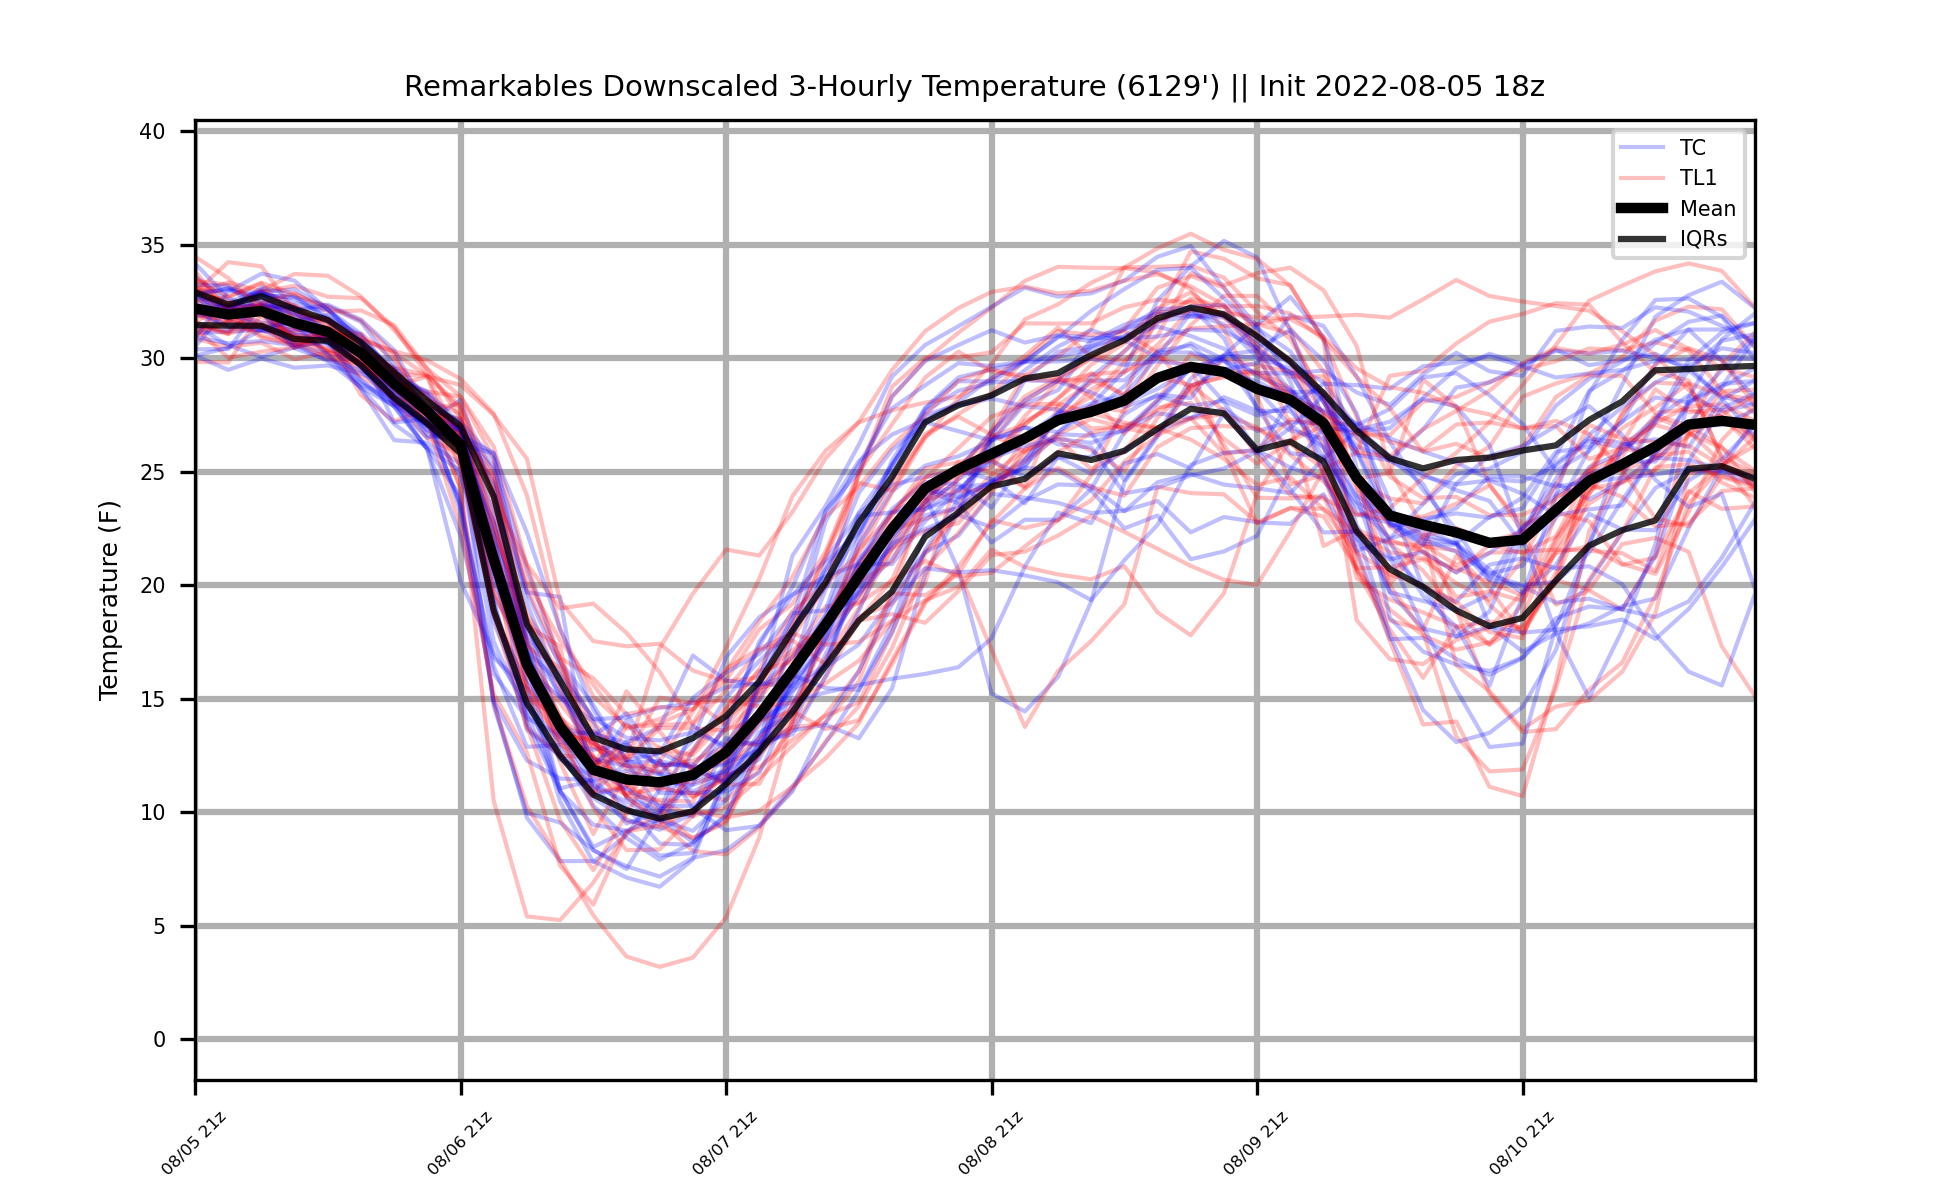 Remarkables Downscaled 3-Hourly Temperature (6129') || Init 2022-08-05 18z
TC
TL1
Mean
IQRs
Temperature (F)
40
35
30
25
20
15
10
5
0
08/05 21z
08/06 21z
08/07 21z
08/08 21z
08/09 21z
08/10 21z